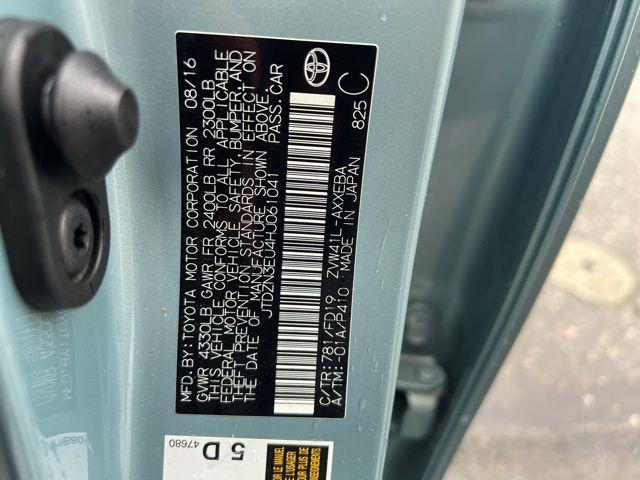 MFD. BY: TOYOTA MOTOR CORPORATION 08/16
GVWR 4330LB GAWR FR 2400LB RR 2300LB
THIS VEHICLE CONFORMS TO ALL APPLICABLE
FEDERAL MOTOR VEHICLE SAFETY, BUMPER, AND
THEFT PREVENTION STANDARDS IN EFFECT ON
THE DATE OF MANUFACTURE SHOWN ABOVE.
JTDZN3EU4HJ061041 PASS. CAR
C/TR: 781/FD19 ZVW41L-AXXEBA
A/TM: -01A/P410 MADE IN JAPAN 825
C
5 D
47680
LE MANUEL